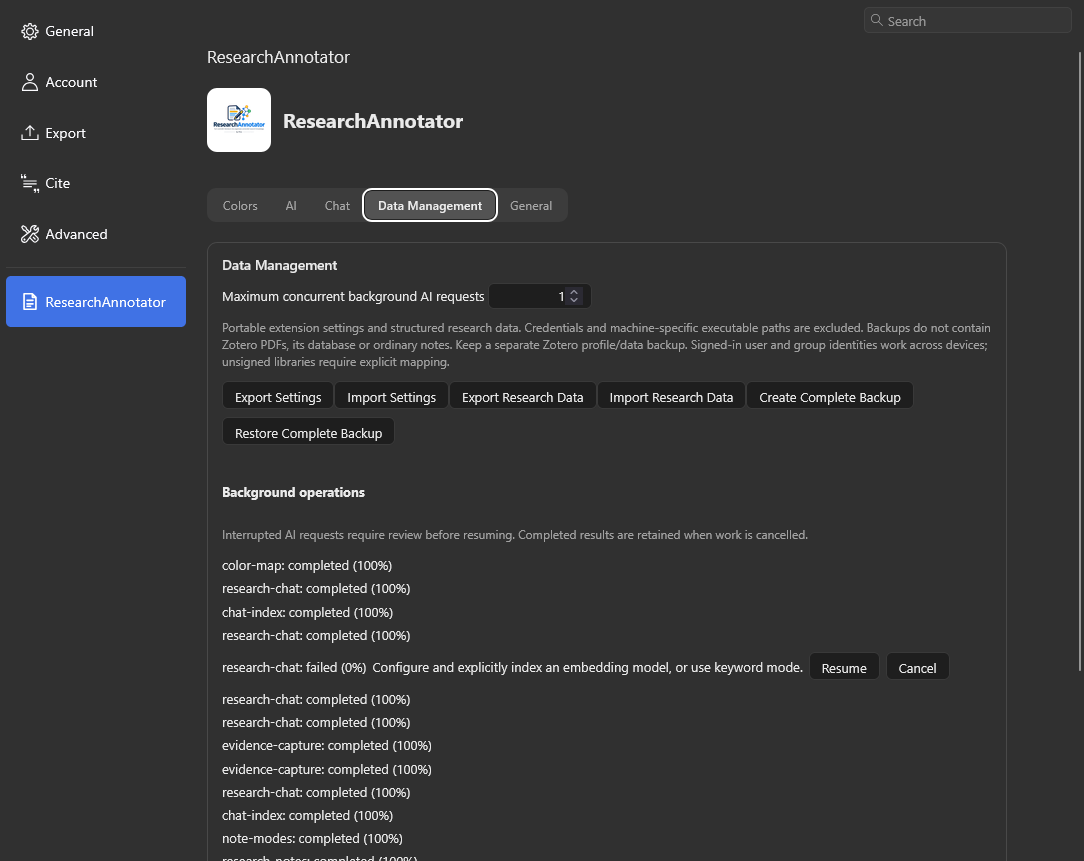 General
Search
ResearchAnnotator
Account
ResearchAnnotator
ResearchAnnotator
Export
Cite
Colors AI Chat Data Management General
Advanced
Data Management
ResearchAnnotator
Maximum concurrent background AI requests 1
Portable extension settings and structured research data. Credentials and machine-specific executable paths are excluded. Backups do not contain
Zotero PDFs, its database or ordinary notes. Keep a separate Zotero profile/data backup. Signed-in user and group identities work across devices;
unsigned libraries require explicit mapping.
Export Settings Import Settings Export Research Data Import Research Data Create Complete Backup
Restore Complete Backup
Background operations
Interrupted AI requests require review before resuming. Completed results are retained when work is cancelled.
color-map: completed (100%)
research-chat: completed (100%)
chat-index: completed (100%)
research-chat: completed (100%)
research-chat: failed (0%) Configure and explicitly index an embedding model, or use keyword mode. Resume Cancel
research-chat: completed (100%)
research-chat: completed (100%)
evidence-capture: completed (100%)
evidence-capture: completed (100%)
research-chat: completed (100%)
chat-index: completed (100%)
note-modes: completed (100%)
research-notes: completed (100%)